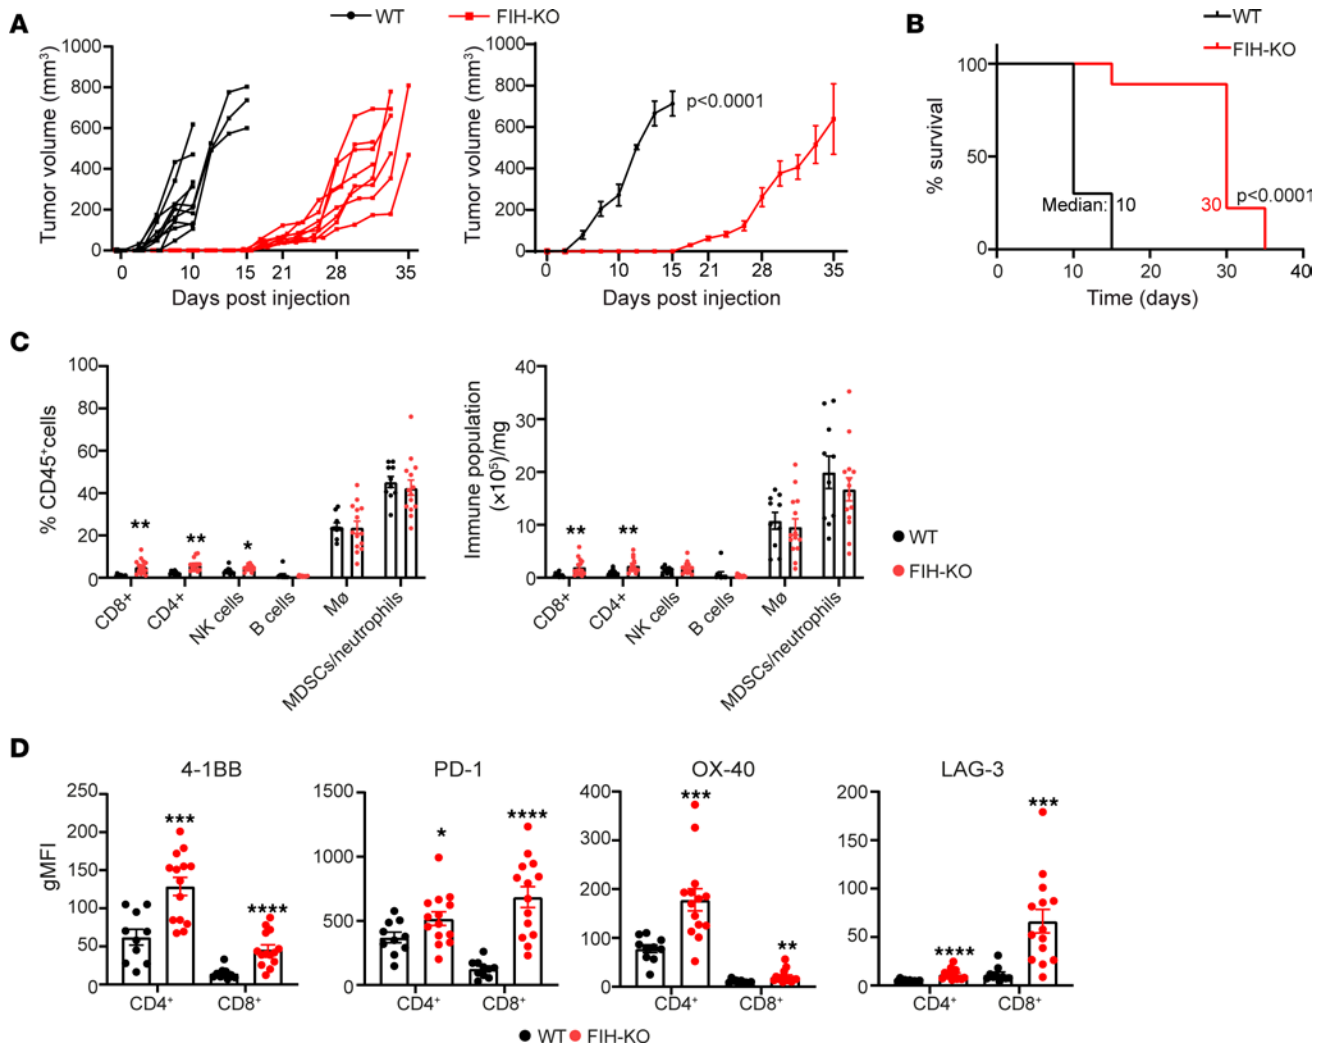 A
WT
FIH-KO
Tumor volume (mm³)
1000
800
600
400
200
0
0
10
15
21
28
35
Days post injection
Tumor volume (mm³)
1000
800
600
400
200
0
p<0.0001
0
10
15
21
28
35
Days post injection
B
WT
FIH-KO
% survival
100
50
0
Median: 10
30
p<0.0001
0
10
20
30
40
Time (days)
C
% CD45⁺cells
100
80
60
40
20
0
**
**
*
CD8+
CD4+
NK cells
B cells
Mø
MDSCs/neutrophils
Immune population
(×10⁵)/mg
40
30
20
10
0
**
**
CD8+
CD4+
NK cells
B cells
Mø
MDSCs/neutrophils
WT
FIH-KO
D
4-1BB
gMFI
250
200
150
100
50
0
***
****
CD4⁺
CD8⁺
PD-1
1500
1000
500
0
*
****
CD4⁺
CD8⁺
OX-40
400
300
200
100
0
***
**
CD4⁺
CD8⁺
LAG-3
200
150
100
50
0
****
***
CD4⁺
CD8⁺
WT FIH-KO